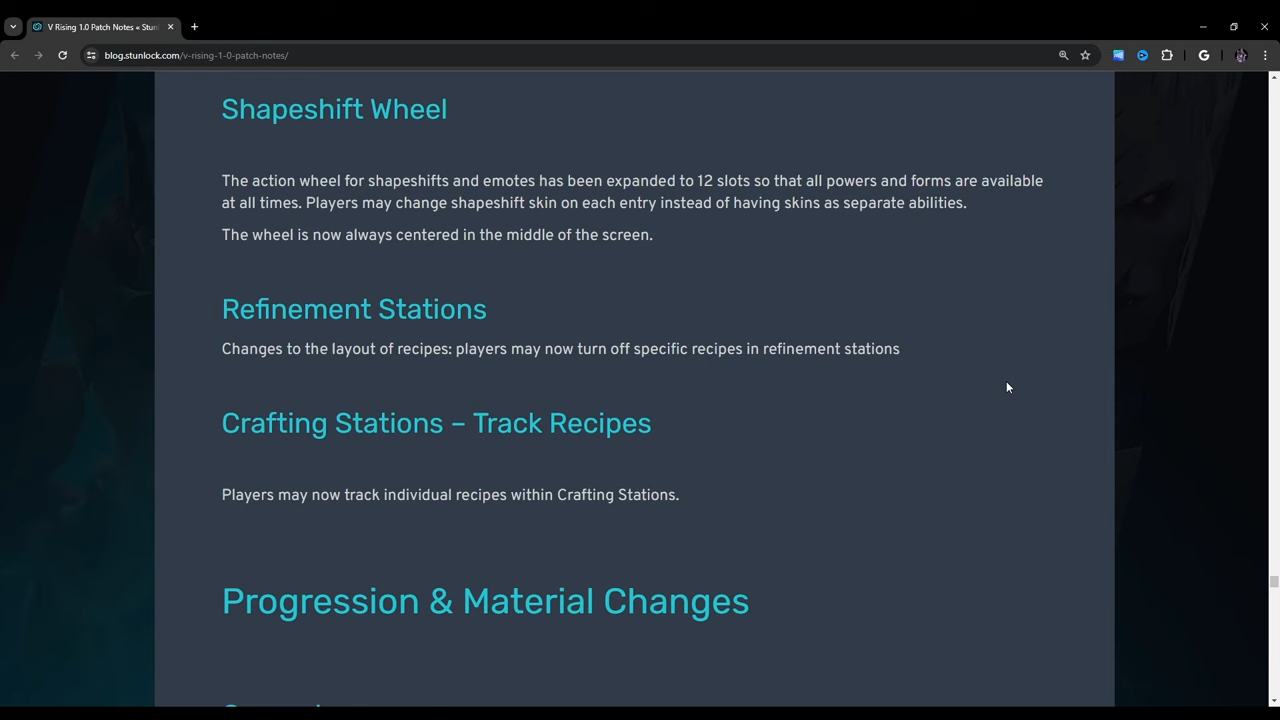 V Rising 1.0 Patch Notes « Stun
blog.stunlock.com/v-rising-1-0-patch-notes/
Shapeshift Wheel
The action wheel for shapeshifts and emotes has been expanded to 12 slots so that all powers and forms are available
at all times. Players may change shapeshift skin on each entry instead of having skins as separate abilities.
The wheel is now always centered in the middle of the screen.
Refinement Stations
Changes to the layout of recipes: players may now turn off specific recipes in refinement stations
Crafting Stations – Track Recipes
Players may now track individual recipes within Crafting Stations.
Progression & Material Changes